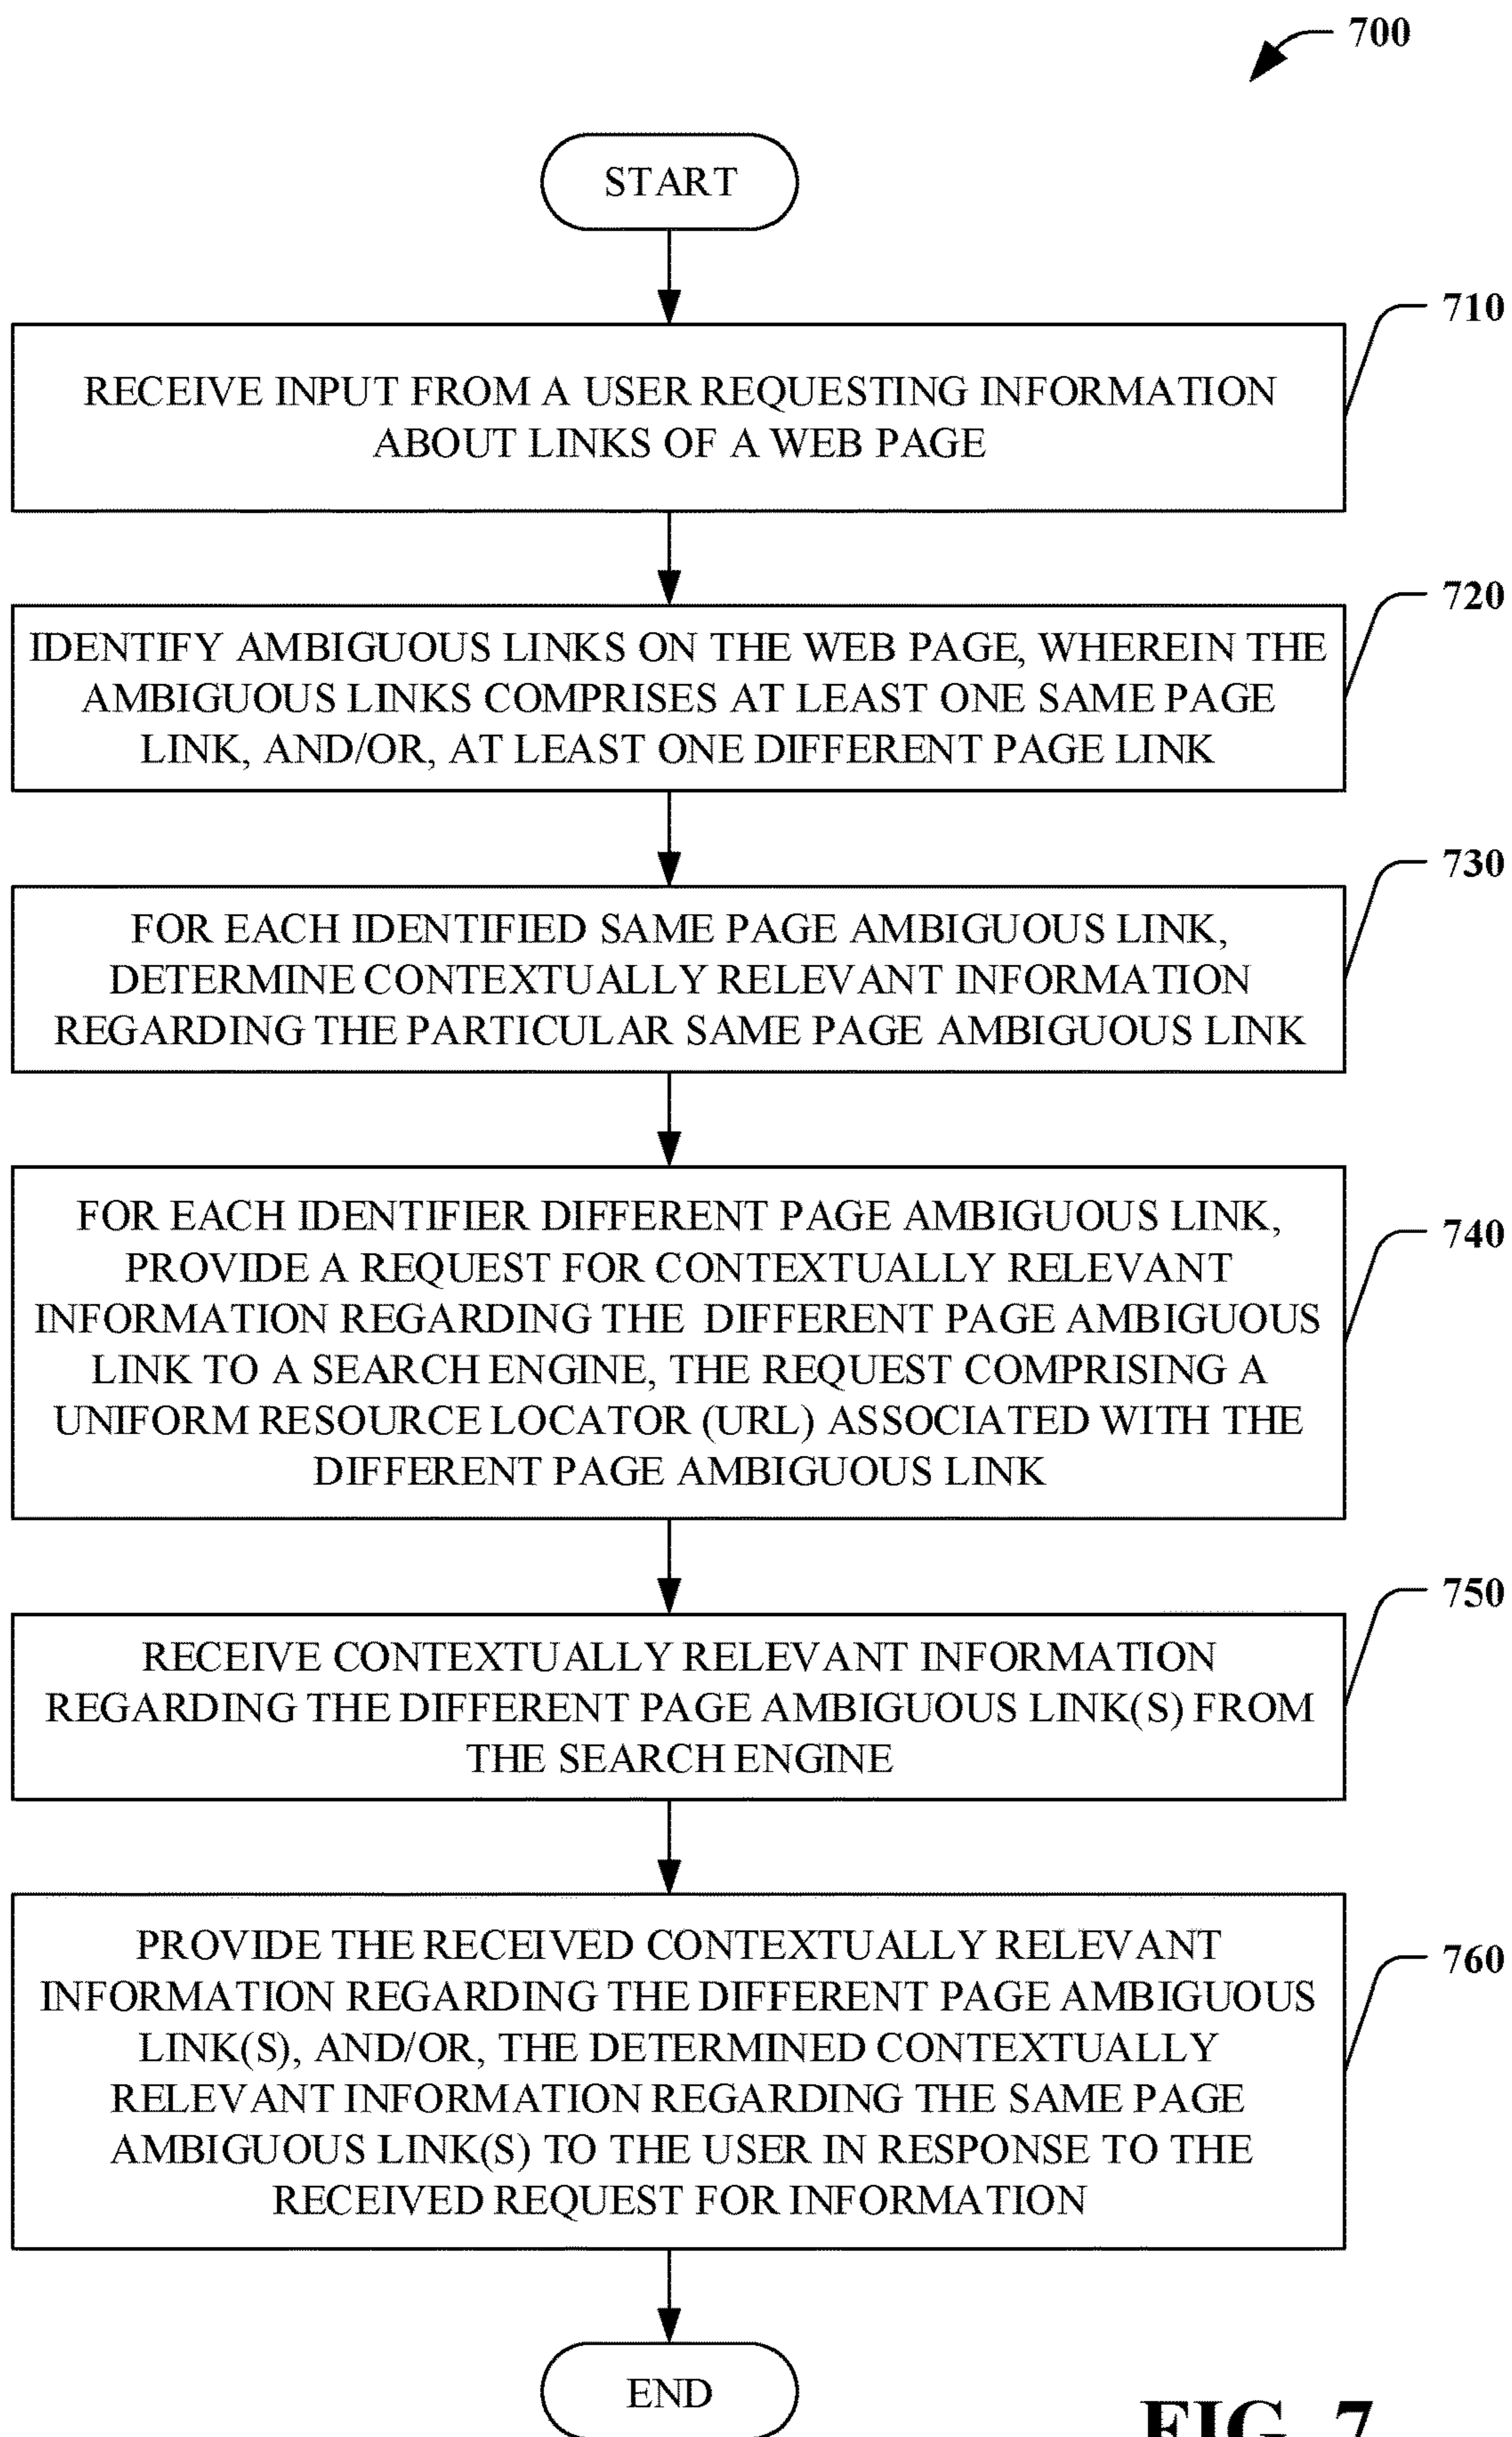 700
START
710
RECEIVE INPUT FROM A USER REQUESTING INFORMATION
ABOUT LINKS OF A WEB PAGE
720
IDENTIFY AMBIGUOUS LINKS ON THE WEB PAGE, WHEREIN THE
AMBIGUOUS LINKS COMPRISES AT LEAST ONE SAME PAGE
LINK, AND/OR, AT LEAST ONE DIFFERENT PAGE LINK
730
FOR EACH IDENTIFIED SAME PAGE AMBIGUOUS LINK,
DETERMINE CONTEXTUALLY RELEVANT INFORMATION
REGARDING THE PARTICULAR SAME PAGE AMBIGUOUS LINK
740
FOR EACH IDENTIFIER DIFFERENT PAGE AMBIGUOUS LINK,
PROVIDE A REQUEST FOR CONTEXTUALLY RELEVANT
INFORMATION REGARDING THE DIFFERENT PAGE AMBIGUOUS
LINK TO A SEARCH ENGINE, THE REQUEST COMPRISING A
UNIFORM RESOURCE LOCATOR (URL) ASSOCIATED WITH THE
DIFFERENT PAGE AMBIGUOUS LINK
750
RECEIVE CONTEXTUALLY RELEVANT INFORMATION
REGARDING THE DIFFERENT PAGE AMBIGUOUS LINK(S) FROM
THE SEARCH ENGINE
760
PROVIDE THE RECEIVED CONTEXTUALLY RELEVANT
INFORMATION REGARDING THE DIFFERENT PAGE AMBIGUOUS
LINK(S), AND/OR, THE DETERMINED CONTEXTUALLY
RELEVANT INFORMATION REGARDING THE SAME PAGE
AMBIGUOUS LINK(S) TO THE USER IN RESPONSE TO THE
RECEIVED REQUEST FOR INFORMATION
END
FIG. 7